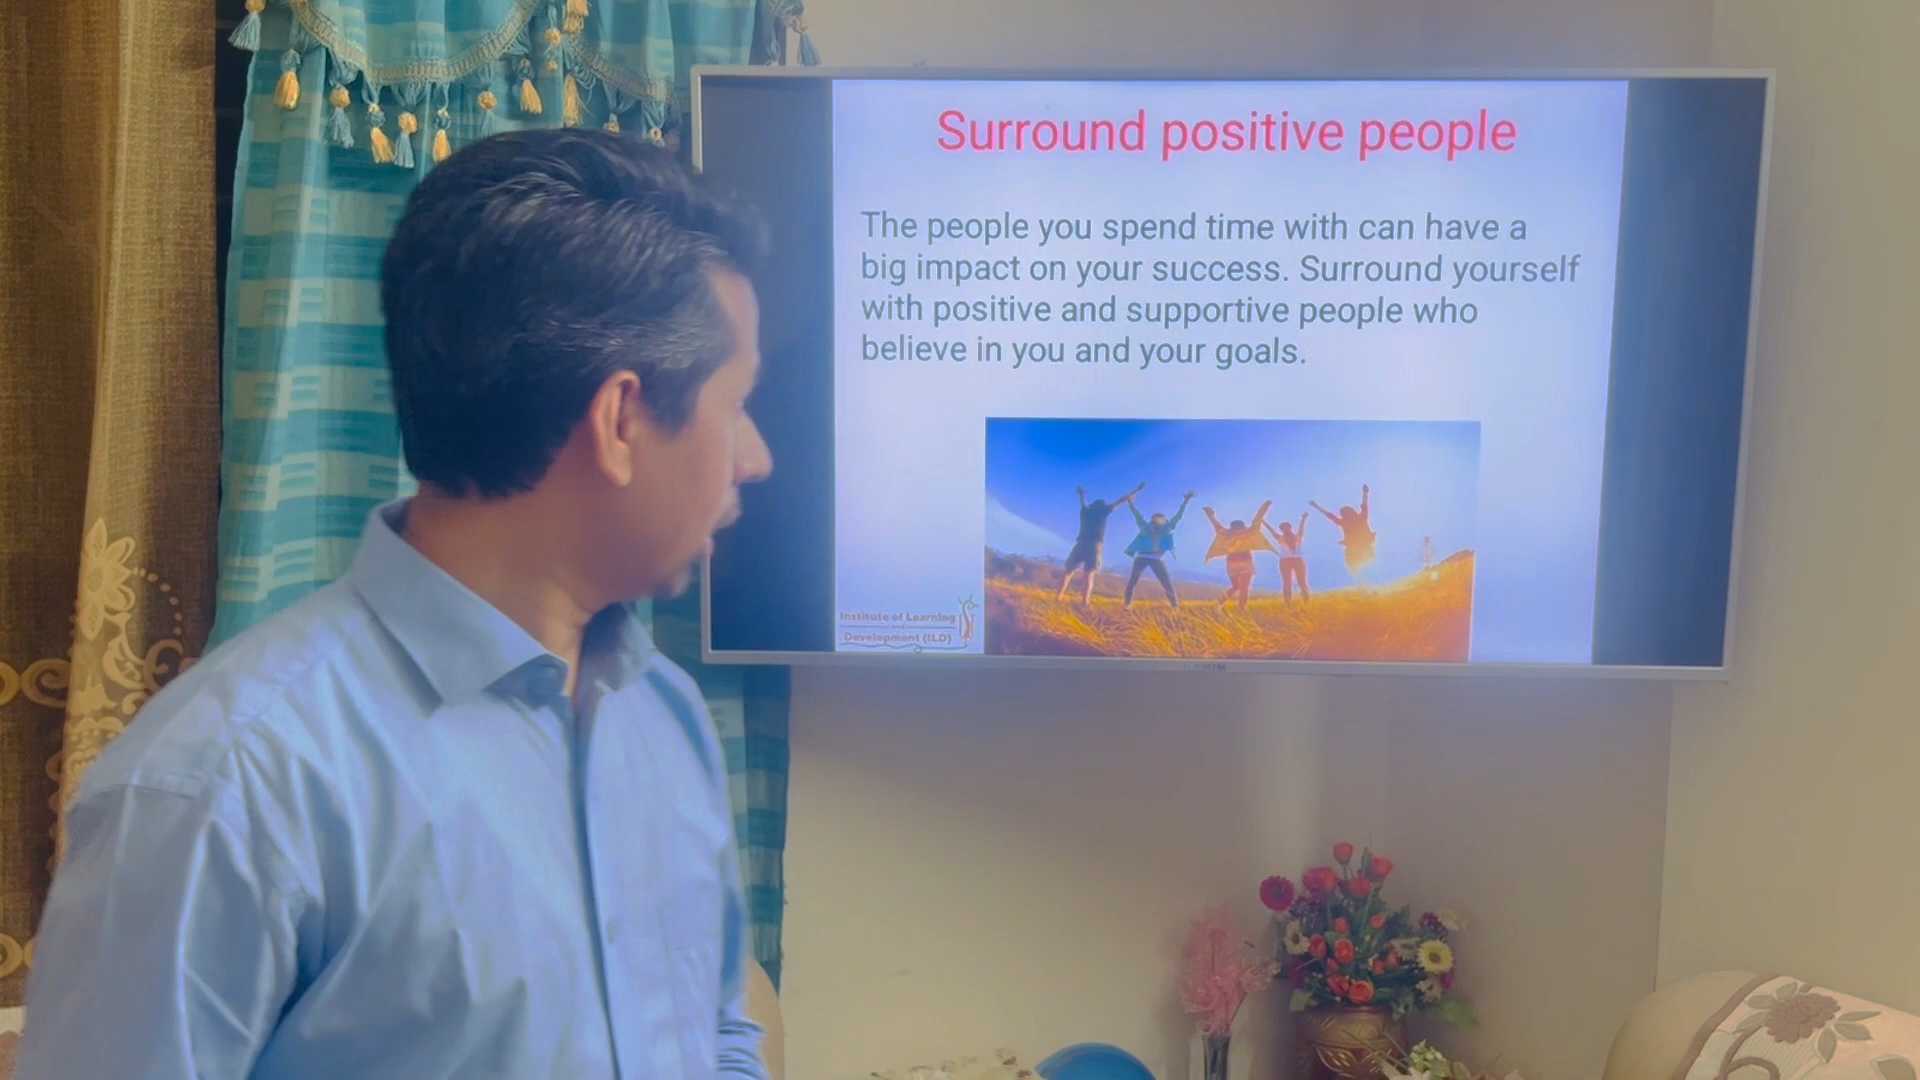 Surround positive people
The people you spend time with can have a
big impact on your success. Surround yourself
with positive and supportive people who
believe in you and your goals.
Institute of Learning
and
Development (ILD)